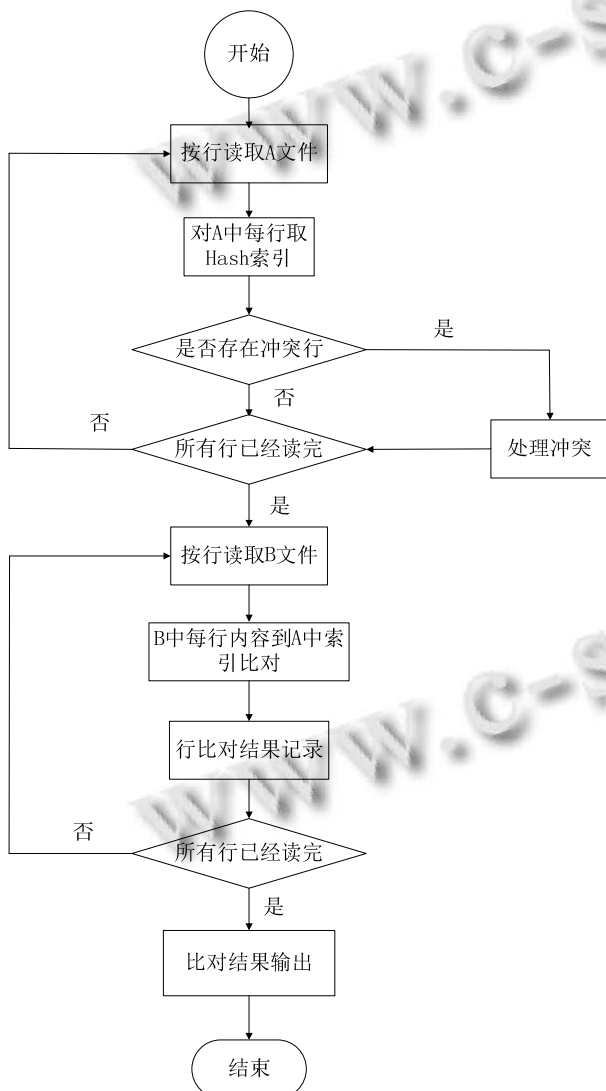 开始
按行读取A文件
对A中每行取
Hash索引
是否存在冲突行
是
否
所有行已经读完
否
处理冲突
是
按行读取B文件
B中每行内容到A中索
引比对
行比对结果记录
否
所有行已经读完
是
比对结果输出
结束
www.c-s
www.c-s